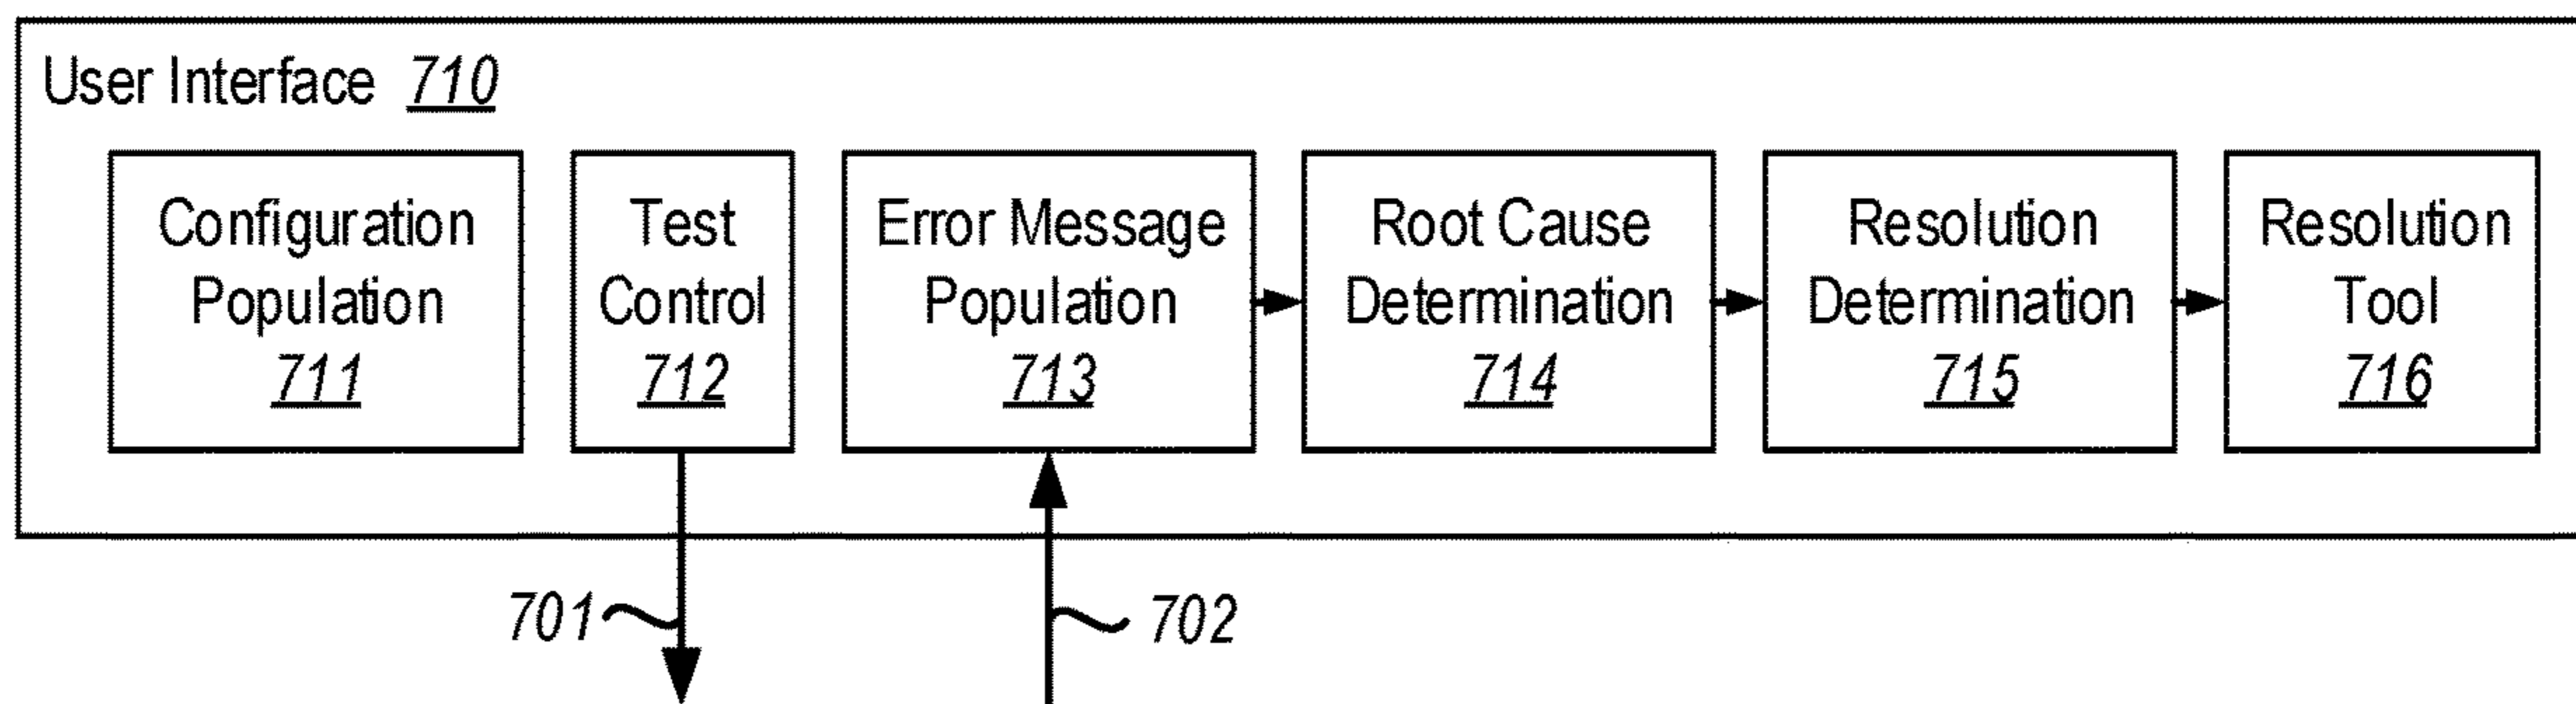 User Interface 710
Configuration
Population
711
Test
Control
712
Error Message
Population
713
Root Cause
Determination
714
Resolution
Determination
715
Resolution
Tool
716
701
702